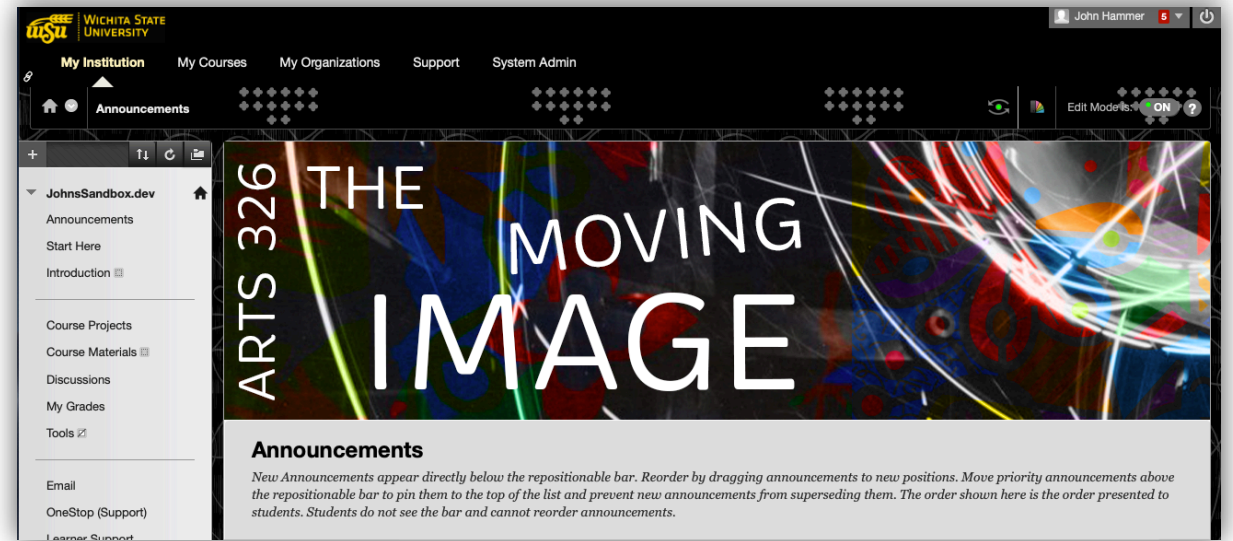 WICHITA STATE
UNIVERSITY
wsu
John Hammer 5
My Institution My Courses My Organizations Support System Admin
Announcements
Edit Mode is: ON ?
JohnsSandbox.dev
Announcements
Start Here
Introduction
Course Projects
Course Materials
Discussions
My Grades
Tools
Email
OneStop (Support)
Learner Support
ARTS 326
THE
MOVING
IMAGE
Announcements
New Announcements appear directly below the repositionable bar. Reorder by dragging announcements to new positions. Move priority announcements above
the repositionable bar to pin them to the top of the list and prevent new announcements from superseding them. The order shown here is the order presented to
students. Students do not see the bar and cannot reorder announcements.